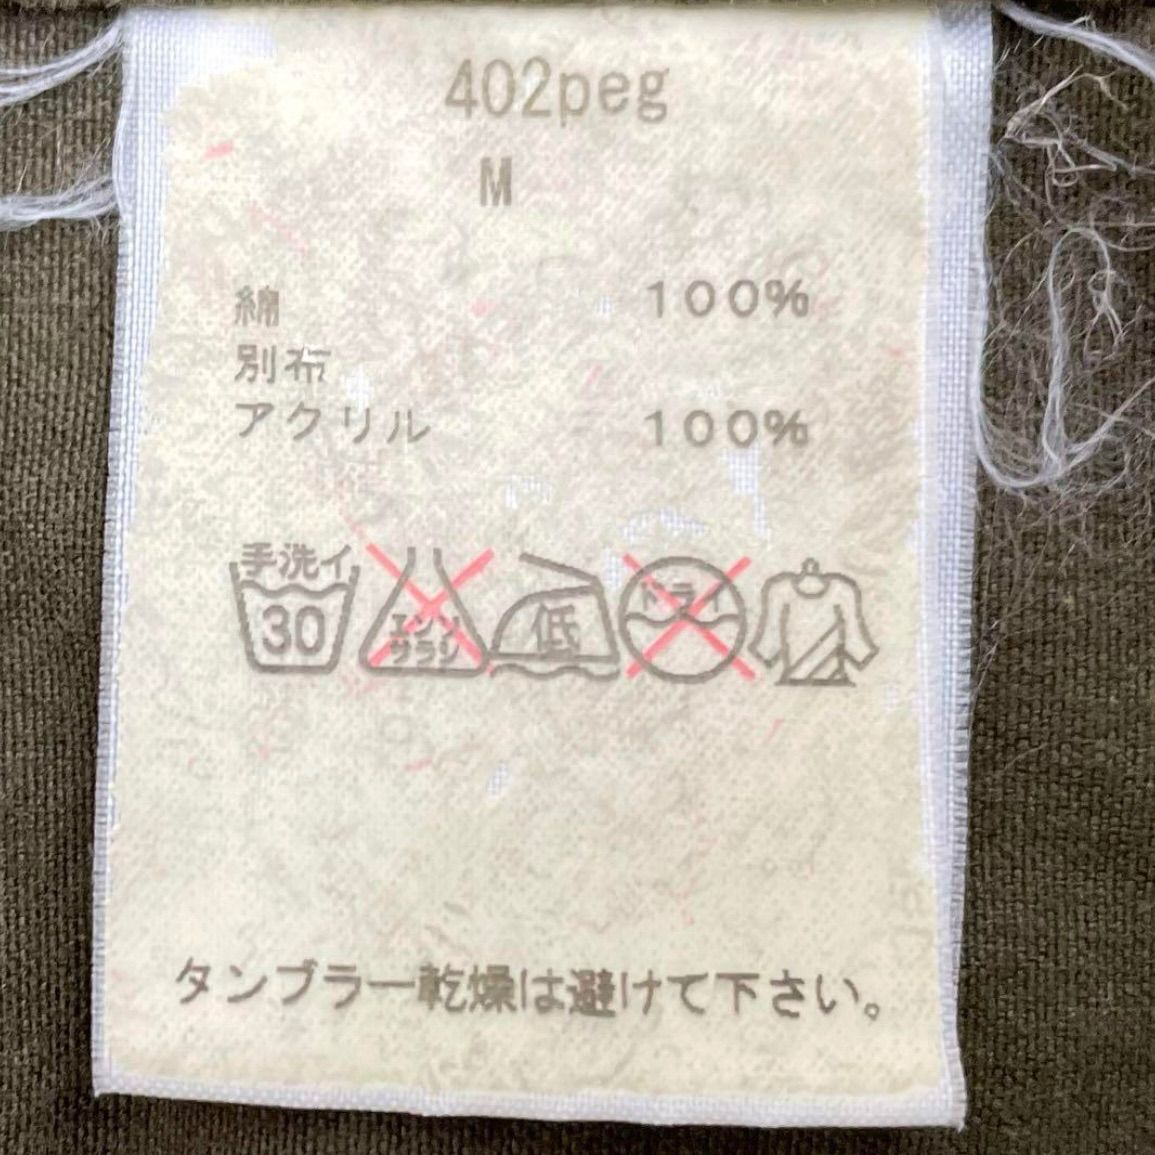 402peg
M
綿 100%
別布
アクリル 100%
手洗イ
30
エンソ
サラシ
低
ドライ
タンブラー乾燥は避けて下さい。